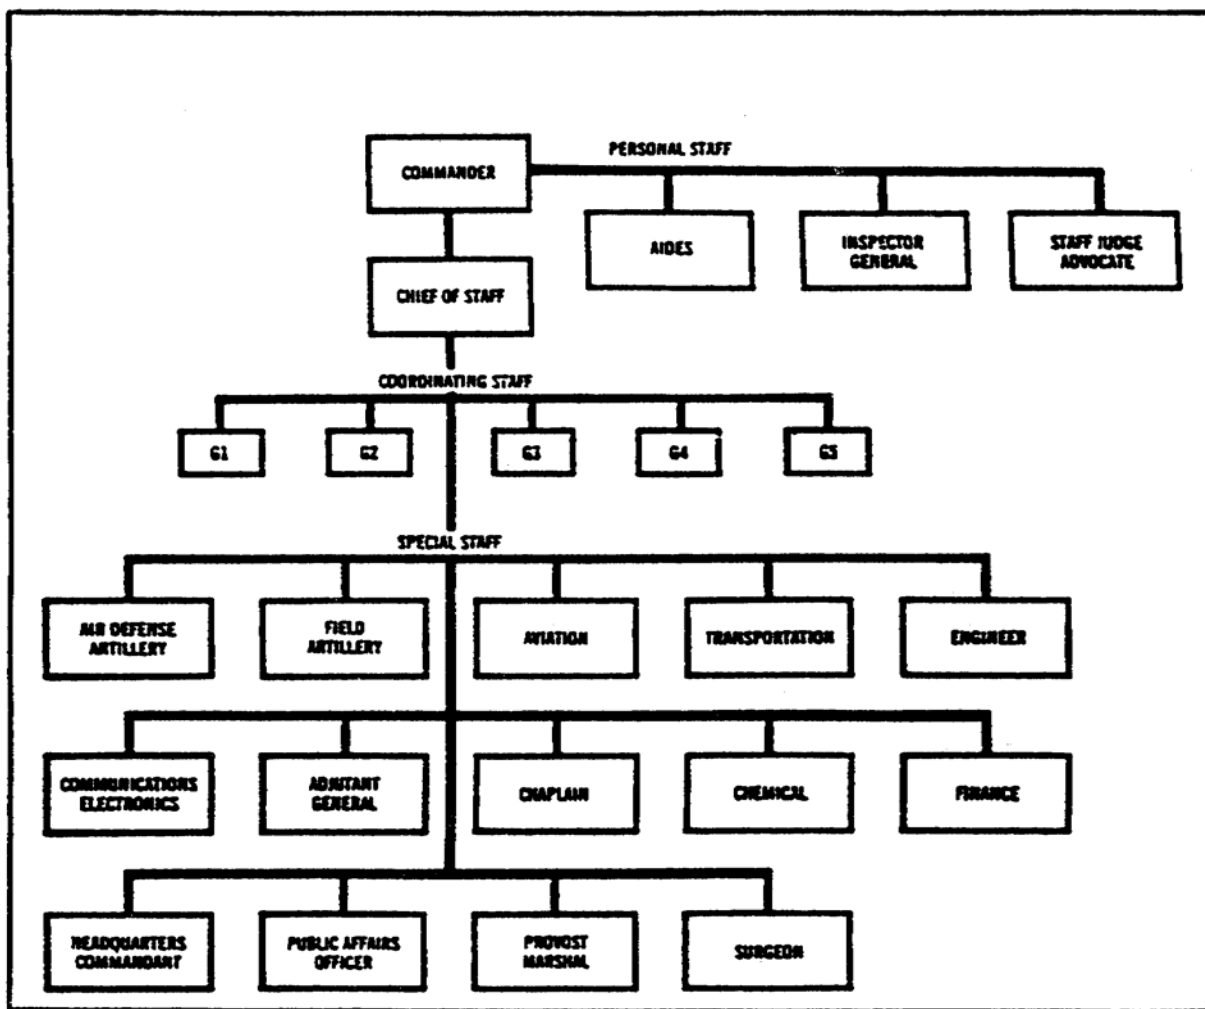 PERSONAL STAFF
COMMANDER
AIDES
INSPECTOR
GENERAL
STAFF JUDGE
ADVOCATE
CHIEF OF STAFF
COORDINATING STAFF
G1
G2
G3
G4
G5
SPECIAL STAFF
AIR DEFENSE
ARTILLERY
FIELD
ARTILLERY
AVIATION
TRANSPORTATION
ENGINEER
COMMUNICATIONS
ELECTRONICS
ADJUTANT
GENERAL
CHAPLAIN
CHEMICAL
FINANCE
HEADQUARTERS
COMMANDANT
PUBLIC AFFAIRS
OFFICER
PROVOST
MARSHAL
SURGEON